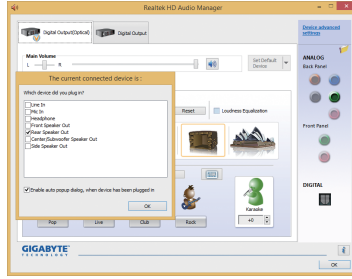 Realtek HD Audio Manager
Digital Output(Optical)
Digital Output
Device advanced
settings
Main Volume
L
R
Set Default
Device
ANALOG
Back Panel
The current connected device is :
Which device did you plug in?
Line In
Mic In
Headphone
Front Speaker Out
Rear Speaker Out
Center/Subwoofer Speaker Out
Side Speaker Out
Enable auto popup dialog, when device has been plugged in
OK
Reset
Loudness Equalization
Front Panel
DIGITAL
Karaoke
+0
Pop
Live
Club
Rock
GIGABYTE
TECHNOLOGY
OK